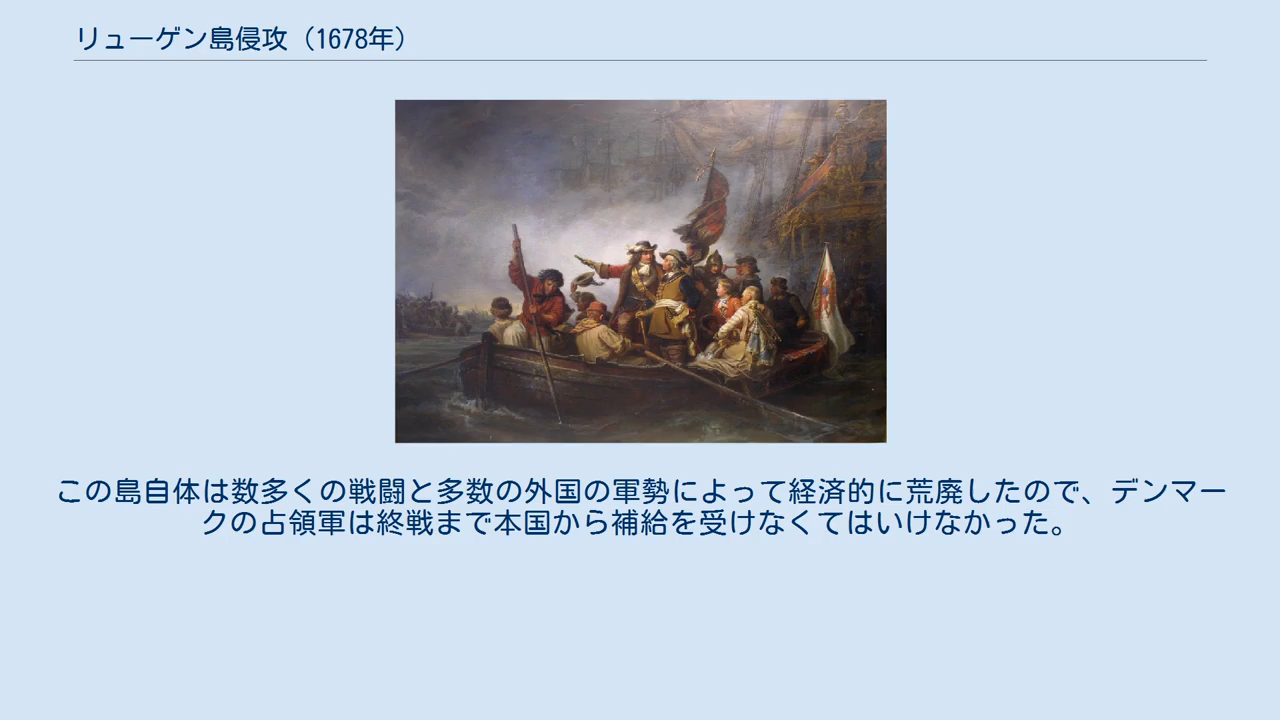 リューゲン島侵攻（1678年）
この島自体は数多くの戦闘と多数の外国の軍勢によって経済的に荒廃したので、デンマー
クの占領軍は終戦まで本国から補給を受けなくてはいけなかった。